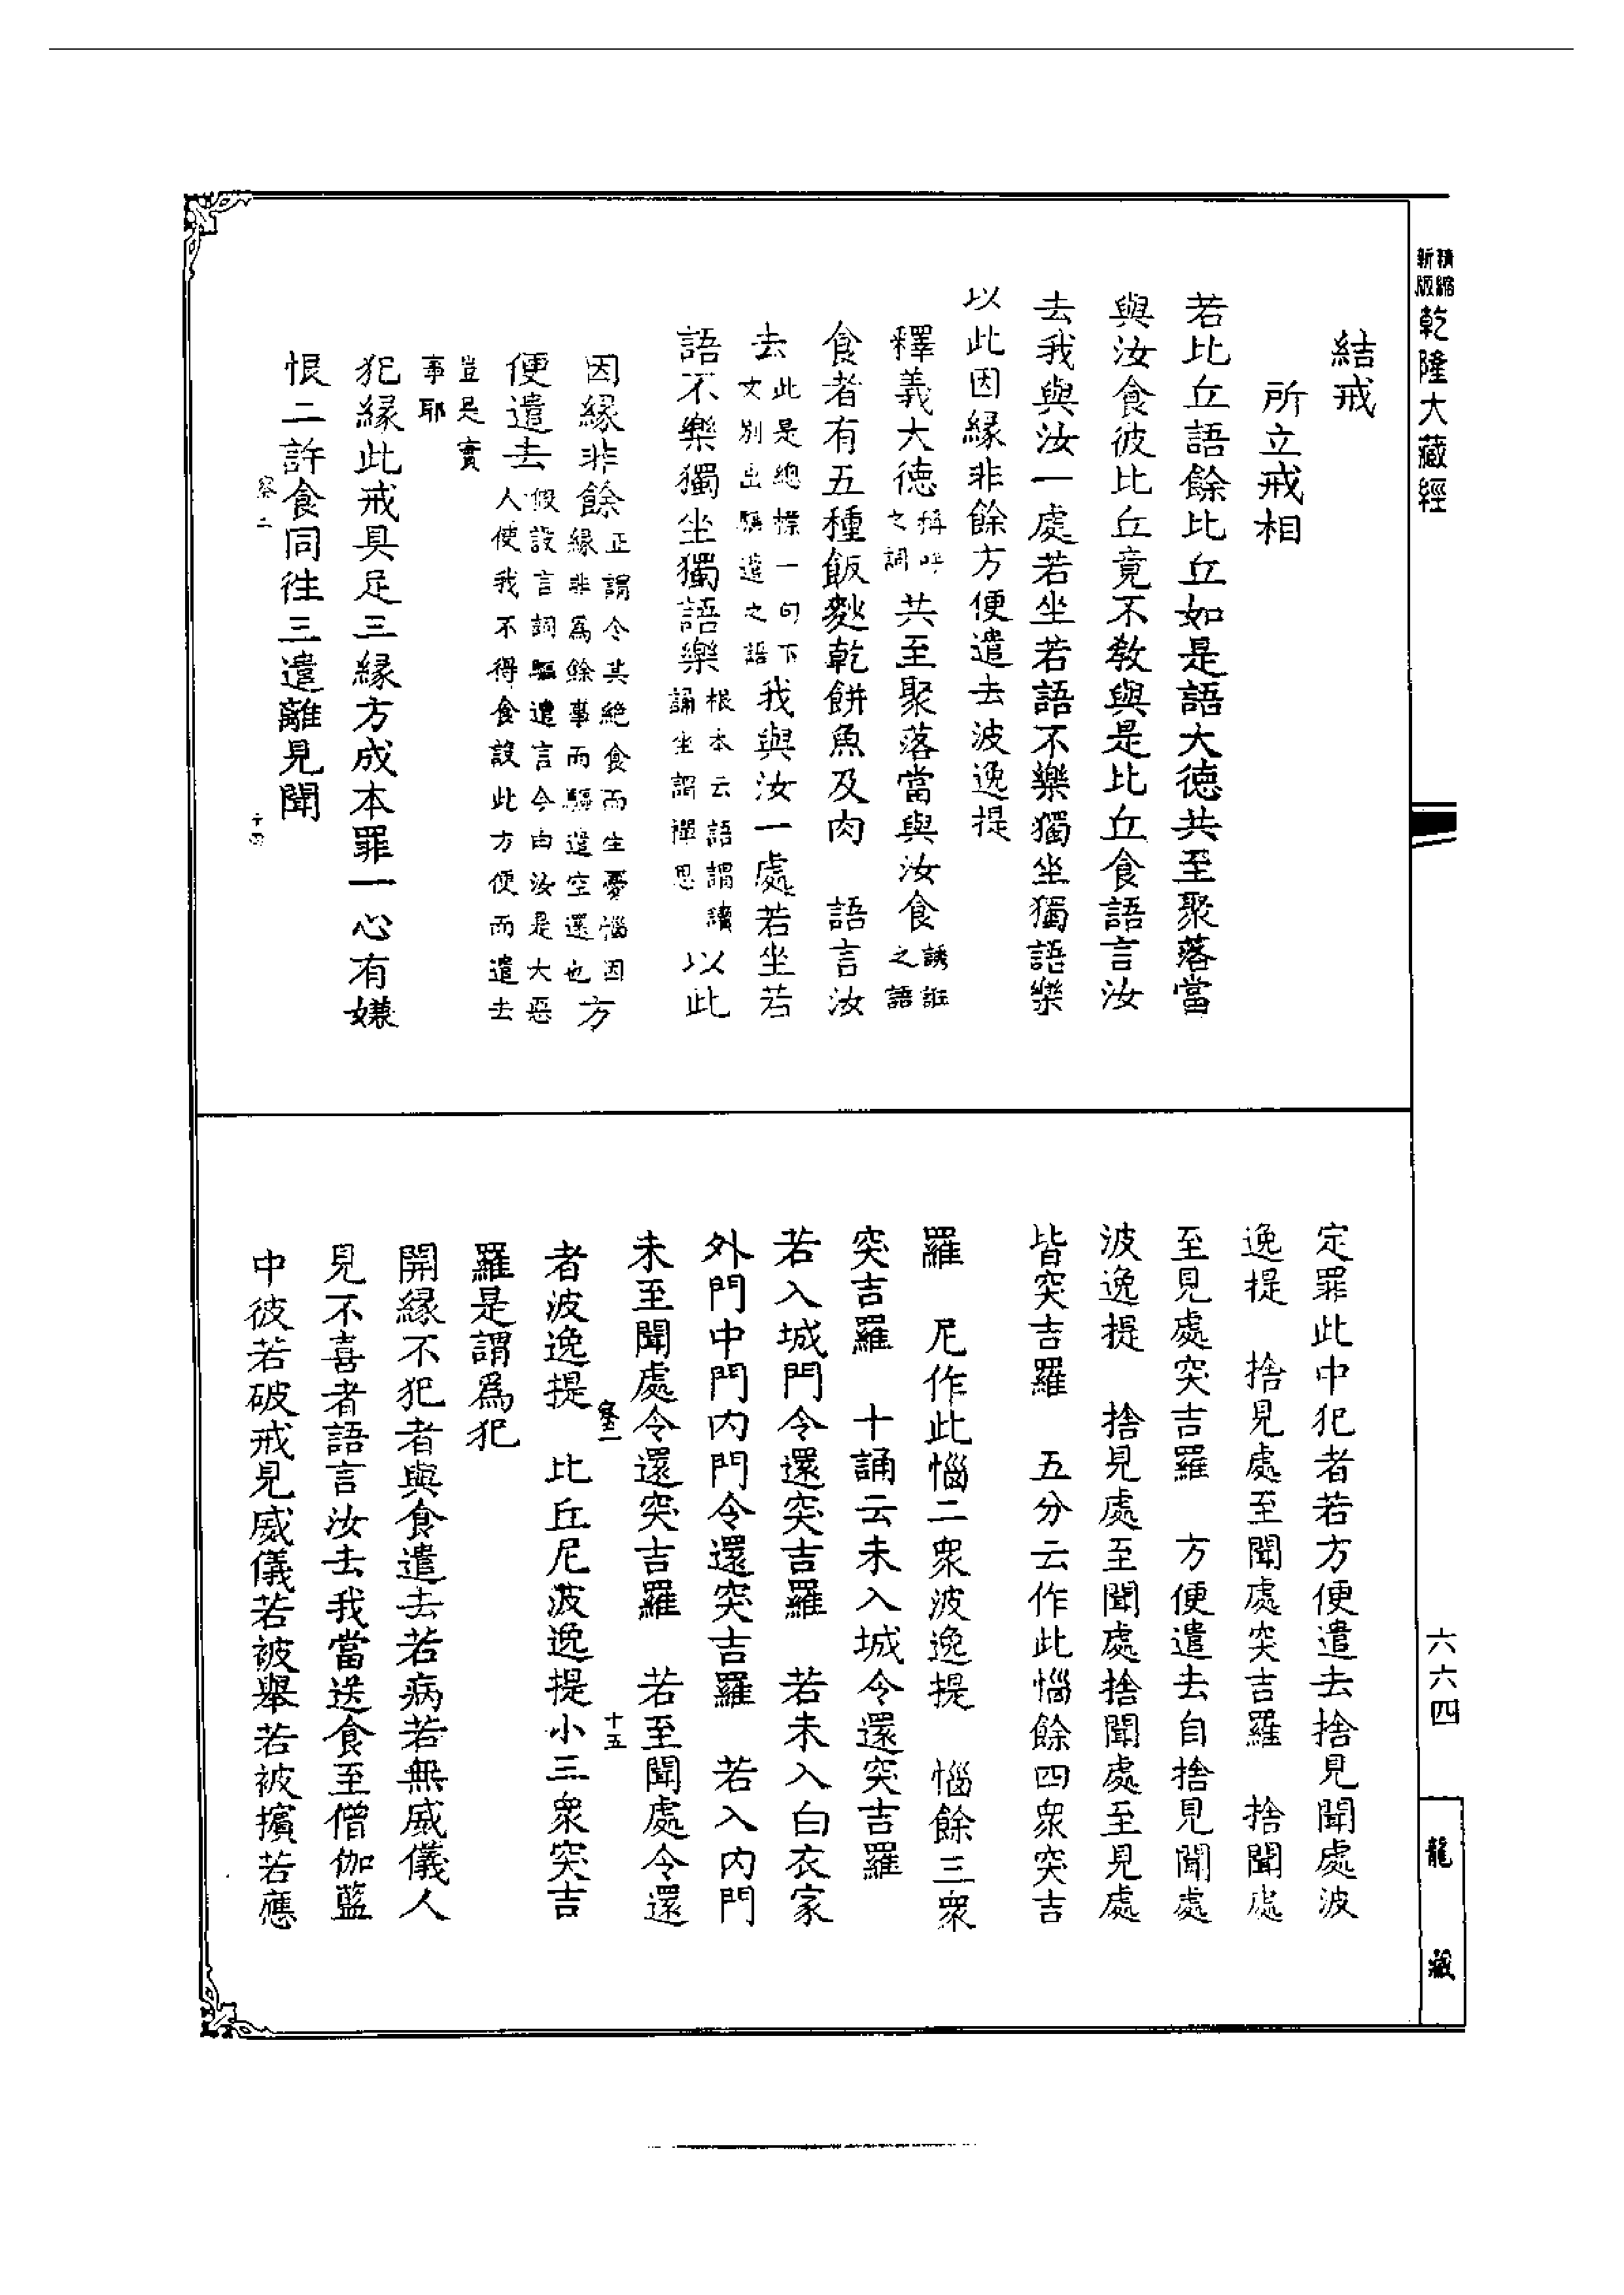 精縮新版乾隆大藏經
結戒
所立戒相
若比丘語餘比丘如是語大德共至聚落當
與汝食彼比丘竟不教與是比丘食語言汝
去我與汝一處若坐若語不樂獨坐獨語樂
以此因緣非餘方便遣去波逸提
釋義大德稱呼之詞共至聚落當與汝食誘誑之語
食者有五種飯麨乾餅魚及肉　語言汝
去此是總標一句下文別出驅遣之語我與汝一處若坐若
語不樂獨坐獨語樂根本云語謂讀誦坐謂禪思以此
因緣非餘正謂令其絕食而生憂惱因緣非為餘事而驅遣空還也方
便遣去假設言詞驅遣言今由汝是大惡人使我不得食設此方便而遣去
豈是實事耶
犯緣此戒具足三緣方成本罪一心有嫌
恨二許食同往三遣離見聞
二
十四
定罪此中犯者若方便遣去捨見聞處波
逸提　捨見處至聞處突吉羅　捨聞處
至見處突吉羅　方便遣去自捨見聞處
波逸提　捨見處至聞處捨聞處至見處
皆突吉羅　五分云作此惱餘四眾突吉
羅　尼作此惱二眾波逸提　惱餘三眾
突吉羅　十誦云未入城令還突吉羅
若入城門令還突吉羅　若未入白衣家
外門中門內門令還突吉羅　若入內門
未至聞處令還突吉羅　若至聞處令還
者波逸提　比丘尼波逸提小三眾突吉
十五
羅是謂為犯
開緣不犯者與食遣去若病若無威儀人
見不喜者語言汝去我當送食至僧伽藍
中彼若破戒見威儀若被舉若被擯若應
六六四
龍藏